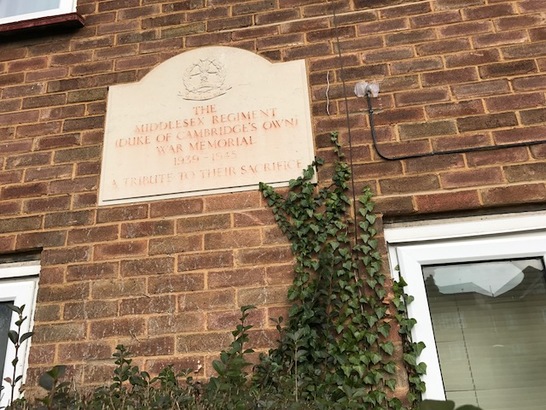 THE
MIDDLESEX REGIMENT
(DUKE OF CAMBRIDGE'S OWN)
WAR MEMORIAL
1939-1945
A TRIBUTE TO THEIR SACRIFICE